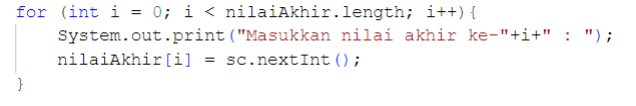 for (int i = 0; i < nilaiAkhir.length; i++){
System.out.print("Masukkan nilai akhir ke-"+i+" : ");
nilaiAkhir[i] = sc.nextInt();
}